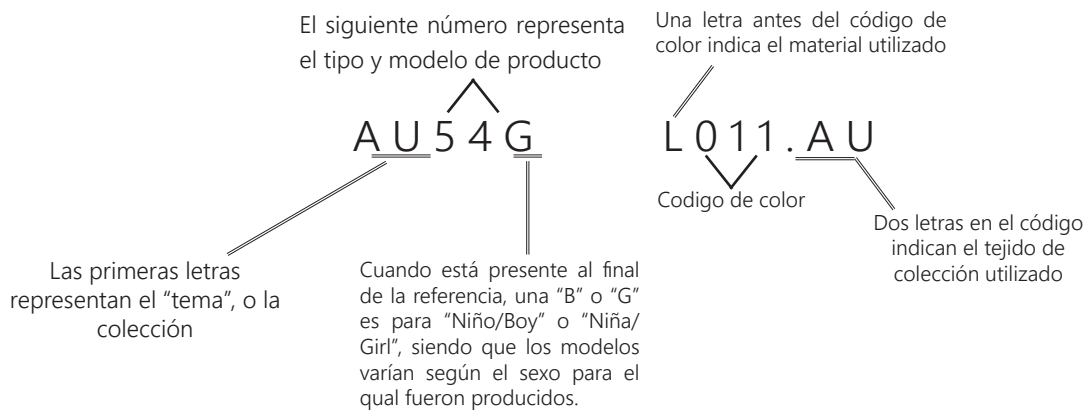 El siguiente número representa
el tipo y modelo de producto
Una letra antes del código de
color indica el material utilizado
AU54G
L011.AU
Codigo de color
Dos letras en el código
indican el tejido de
colección utilizado
Las primeras letras
representan el “tema”, o la
colección
Cuando está presente al final
de la referencia, una “B” o “G”
es para “Niño/Boy” o “Niña/
Girl”, siendo que los modelos
varían según el sexo para el
qual fueron producidos.